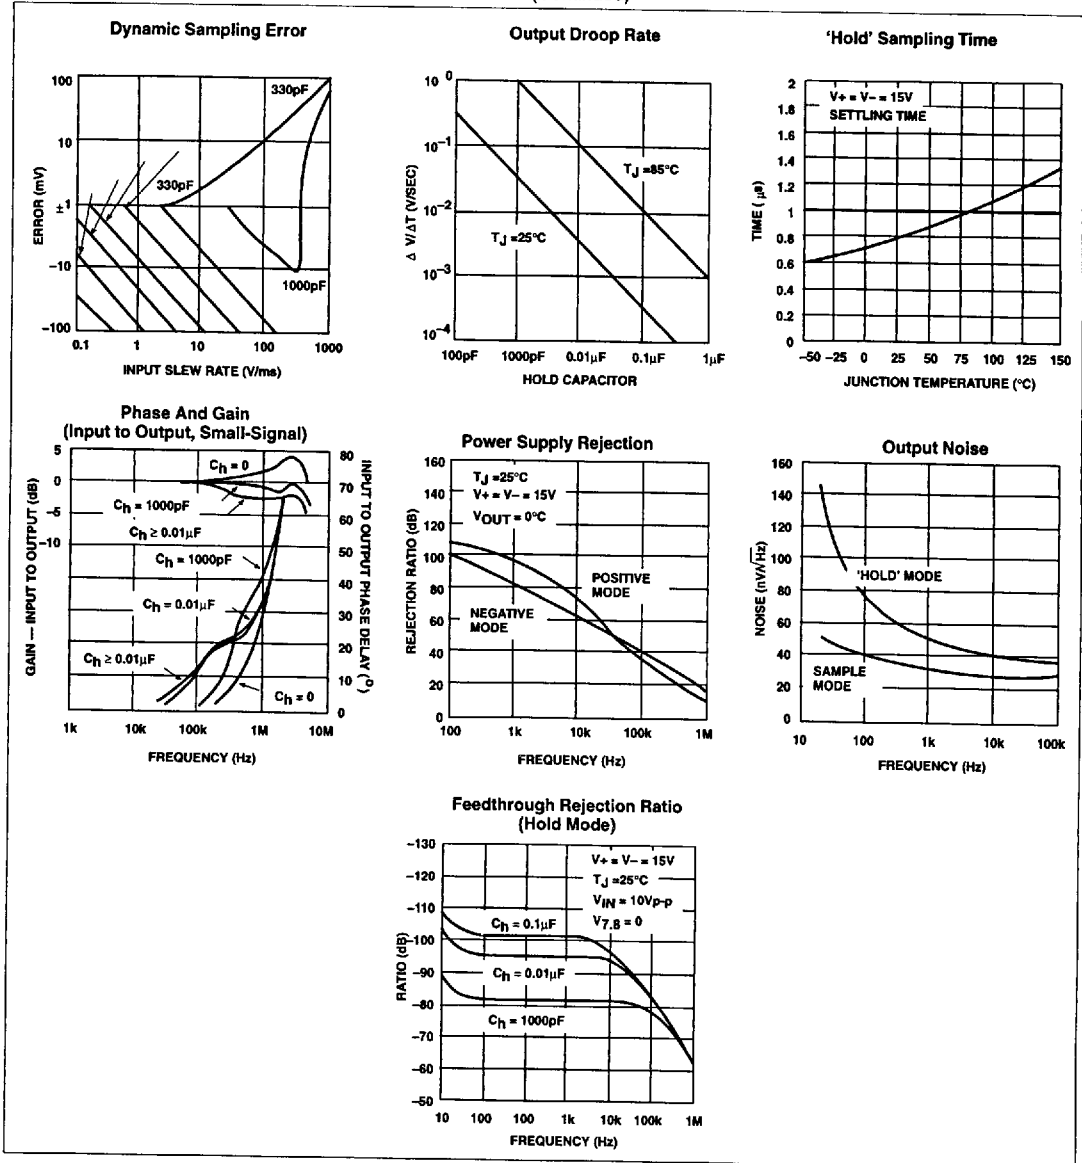 Dynamic Sampling Error
100
10
±1
–10
–100
ERROR (mV)
330pF
330pF
1000pF
0.1
1
10
100
1000
INPUT SLEW RATE (V/ms)
Output Droop Rate
10 0
10–1
10–2
10–3
10–4
Δ V/ΔT (V/SEC)
TJ =85°C
TJ =25°C
100pF
1000pF
0.01µF
0.1µF
1µF
HOLD CAPACITOR
'Hold' Sampling Time
2
1.8
1.6
1.4
1.2
1
0.8
0.6
0.4
0.2
0
TIME ( µs)
V+ = V– = 15V
SETTLING TIME
–50
–25
0
25
50
75
100
125
150
JUNCTION TEMPERATURE (°C)
Phase And Gain
(Input to Output, Small-Signal)
5
0
–5
–10
GAIN — INPUT TO OUTPUT (dB)
Ch = 0
Ch = 1000pF
Ch ≥ 0.01µF
Ch = 1000pF
Ch = 0.01µF
Ch ≥ 0.01µF
Ch = 0
80
70
60
50
40
30
20
10
0
INPUT TO OUTPUT PHASE DELAY (°)
1k
10k
100k
1M
10M
FREQUENCY (Hz)
Power Supply Rejection
160
140
120
100
80
60
40
20
0
REJECTION RATIO (dB)
TJ =25°C
V+ = V– = 15V
VOUT = 0°C
POSITIVE
MODE
NEGATIVE
MODE
100
1k
10k
100k
1M
FREQUENCY (Hz)
Output Noise
160
140
120
100
80
60
40
20
0
NOISE (nV/√Hz)
'HOLD' MODE
SAMPLE
MODE
10
100
1k
10k
100k
FREQUENCY (Hz)
Feedthrough Rejection Ratio
(Hold Mode)
–130
–120
–110
–100
–90
–80
–70
–60
–50
RATIO (dB)
V+ = V– = 15V
TJ =25°C
VIN = 10Vp-p
V7.8 = 0
Ch = 0.1µF
Ch = 0.01µF
Ch = 1000pF
10
100
100
1k
10k
100k
1M
FREQUENCY (Hz)